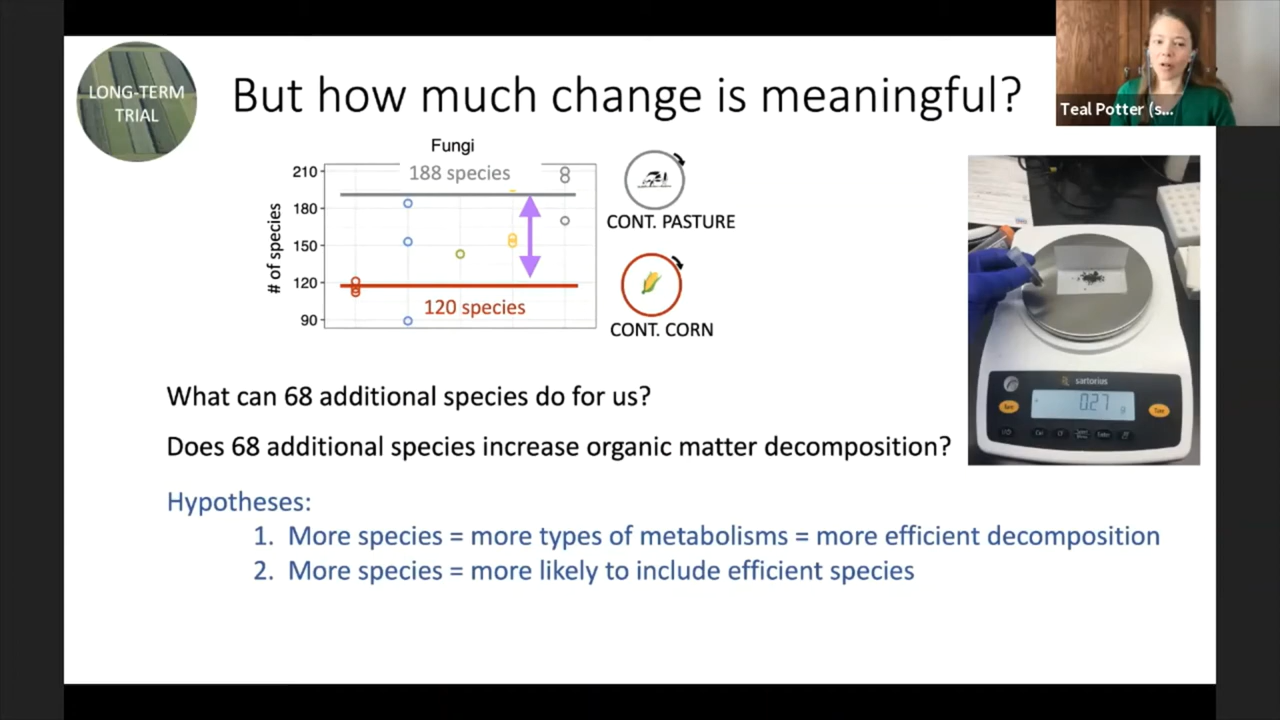 LONG-TERM
TRIAL
But how much change is meaningful?
Teal Potter (s...
Fungi
# of species
210
180
150
120
90
188 species
120 species
CONT. PASTURE
CONT. CORN
sartorius
0.27
g
What can 68 additional species do for us?
Does 68 additional species increase organic matter decomposition?
Hypotheses:
1. More species = more types of metabolisms = more efficient decomposition
2. More species = more likely to include efficient species